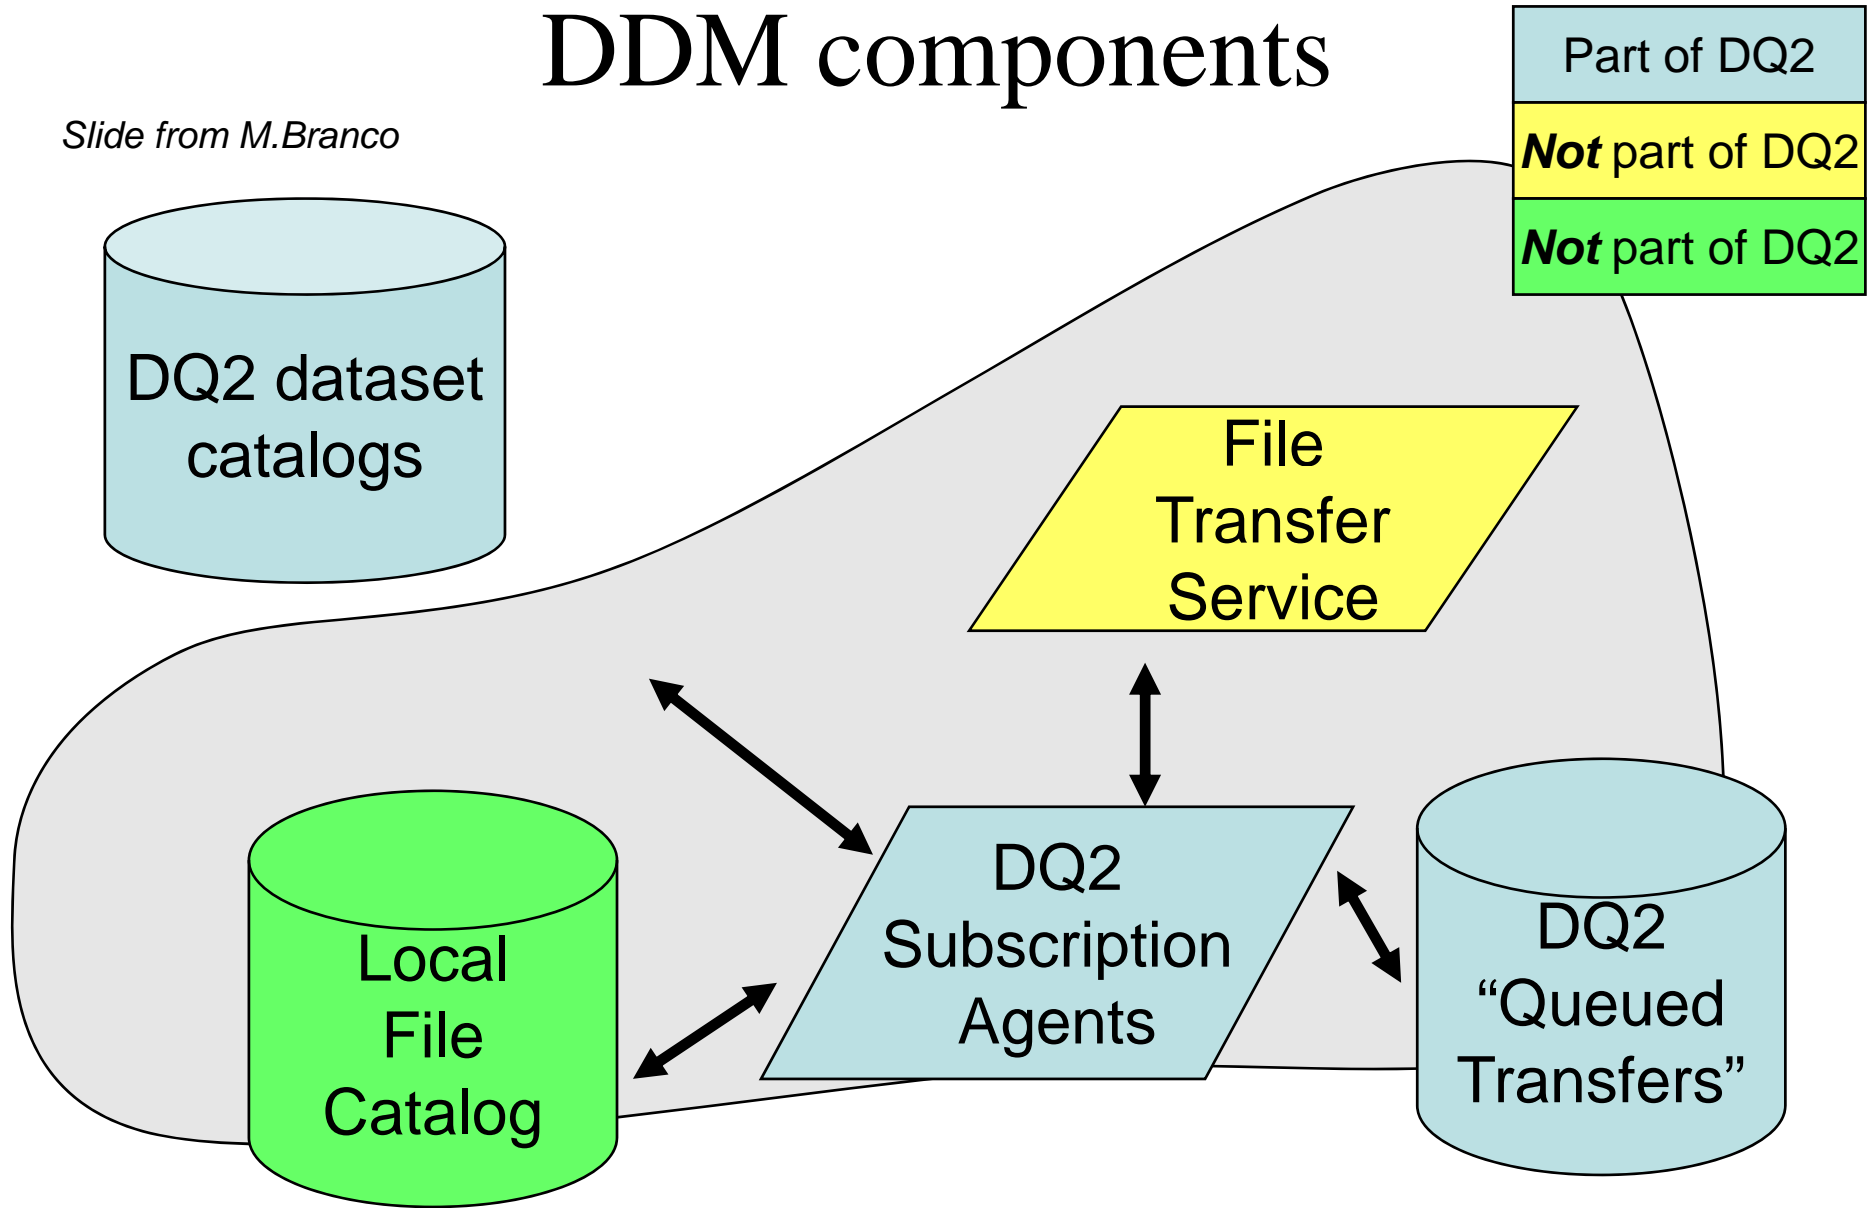 DDM components
Slide from M.Branco
Part of DQ2
Not part of DQ2
Not part of DQ2
DQ2 dataset
catalogs
File
Transfer
Service
Local
File
Catalog
DQ2
Subscription
Agents
DQ2
“Queued
Transfers”